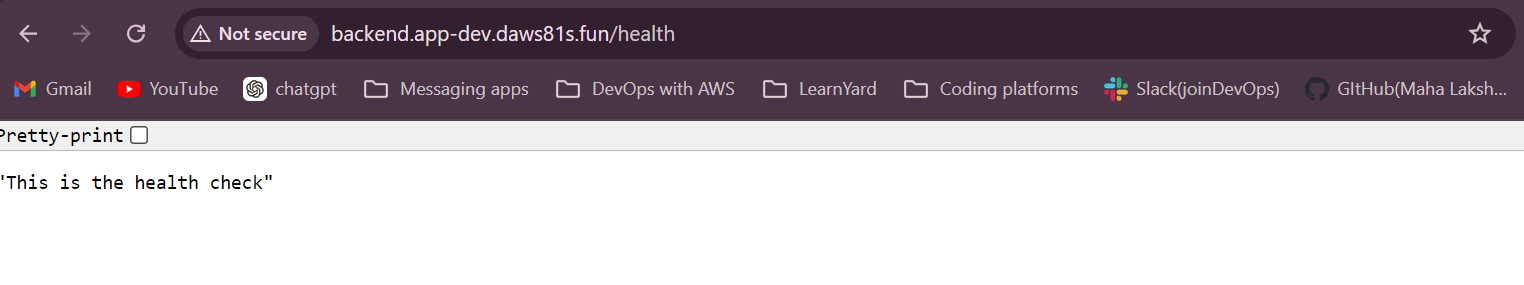 Not secure backend.app-dev.daws81s.fun/health
Gmail YouTube chatgpt Messaging apps DevOps with AWS LearnYard Coding platforms Slack(joinDevOps) GItHub(Maha Laksh...
Pretty-print
"This is the health check"